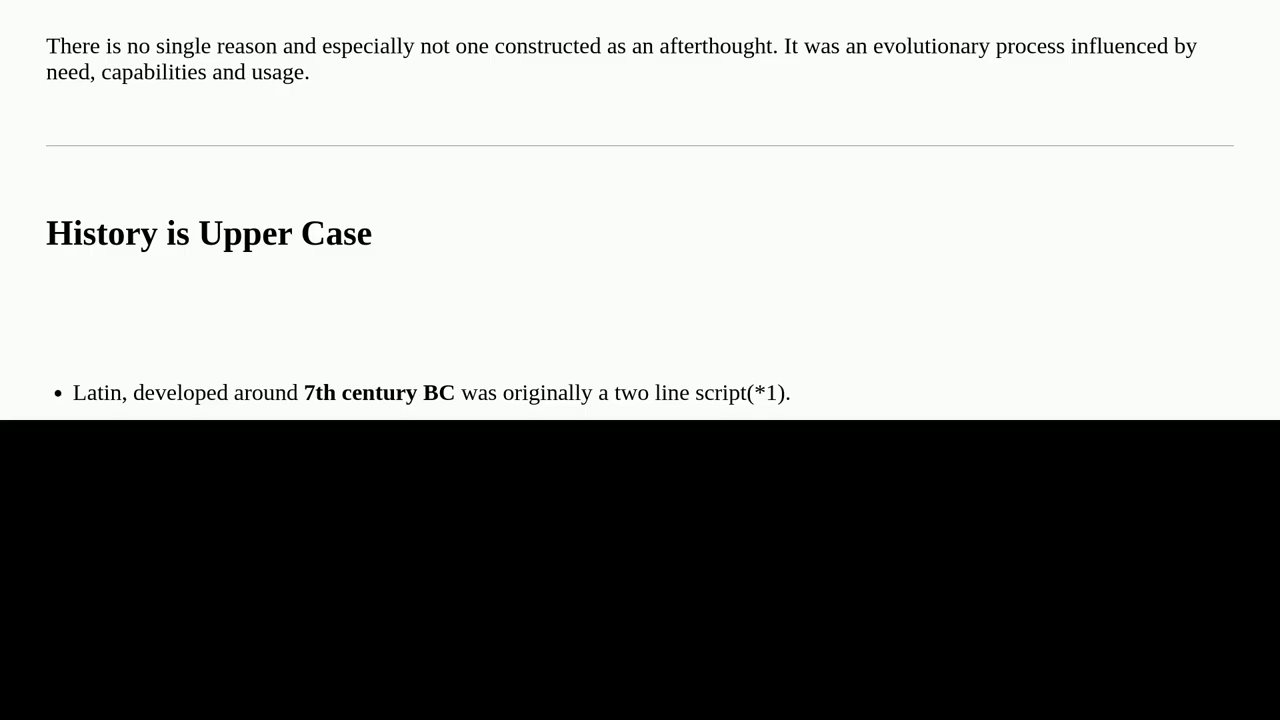 There is no single reason and especially not one constructed as an afterthought. It was an evolutionary process influenced by
need, capabilities and usage.
History is Upper Case
• Latin, developed around 7th century BC was originally a two line script(*1).